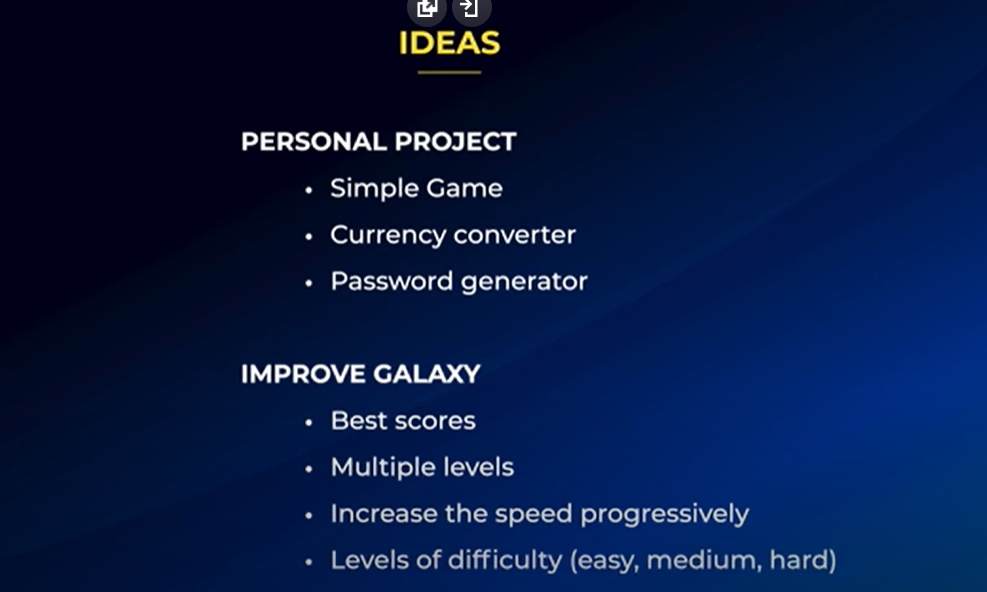 IDEAS
PERSONAL PROJECT
• Simple Game
• Currency converter
• Password generator
IMPROVE GALAXY
• Best scores
• Multiple levels
• Increase the speed progressively
• Levels of difficulty (easy, medium, hard)